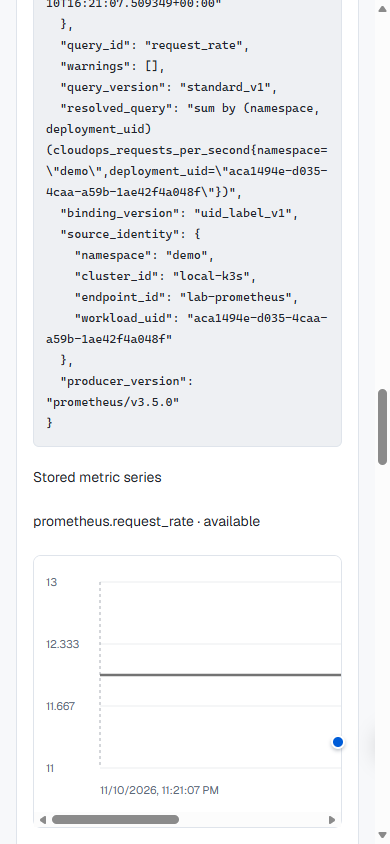 10T16:21:07.509349+00:00"
},
"query_id": "request_rate",
"warnings": [],
"query_version": "standard_v1",
"resolved_query": "sum by (namespace,
deployment_uid)
(cloudops_requests_per_second{namespace=
\"demo\",deployment_uid=\"aca1494e-d035-
4caa-a59b-1ae42f4a048f\"})",
"binding_version": "uid_label_v1",
"source_identity": {
"namespace": "demo",
"cluster_id": "local-k3s",
"endpoint_id": "lab-prometheus",
"workload_uid": "aca1494e-d035-4caa-
a59b-1ae42f4a048f"
},
"producer_version":
"prometheus/v3.5.0"
}
Stored metric series
prometheus.request_rate · available
13
12.333
11.667
11
11/10/2026, 11:21:07 PM